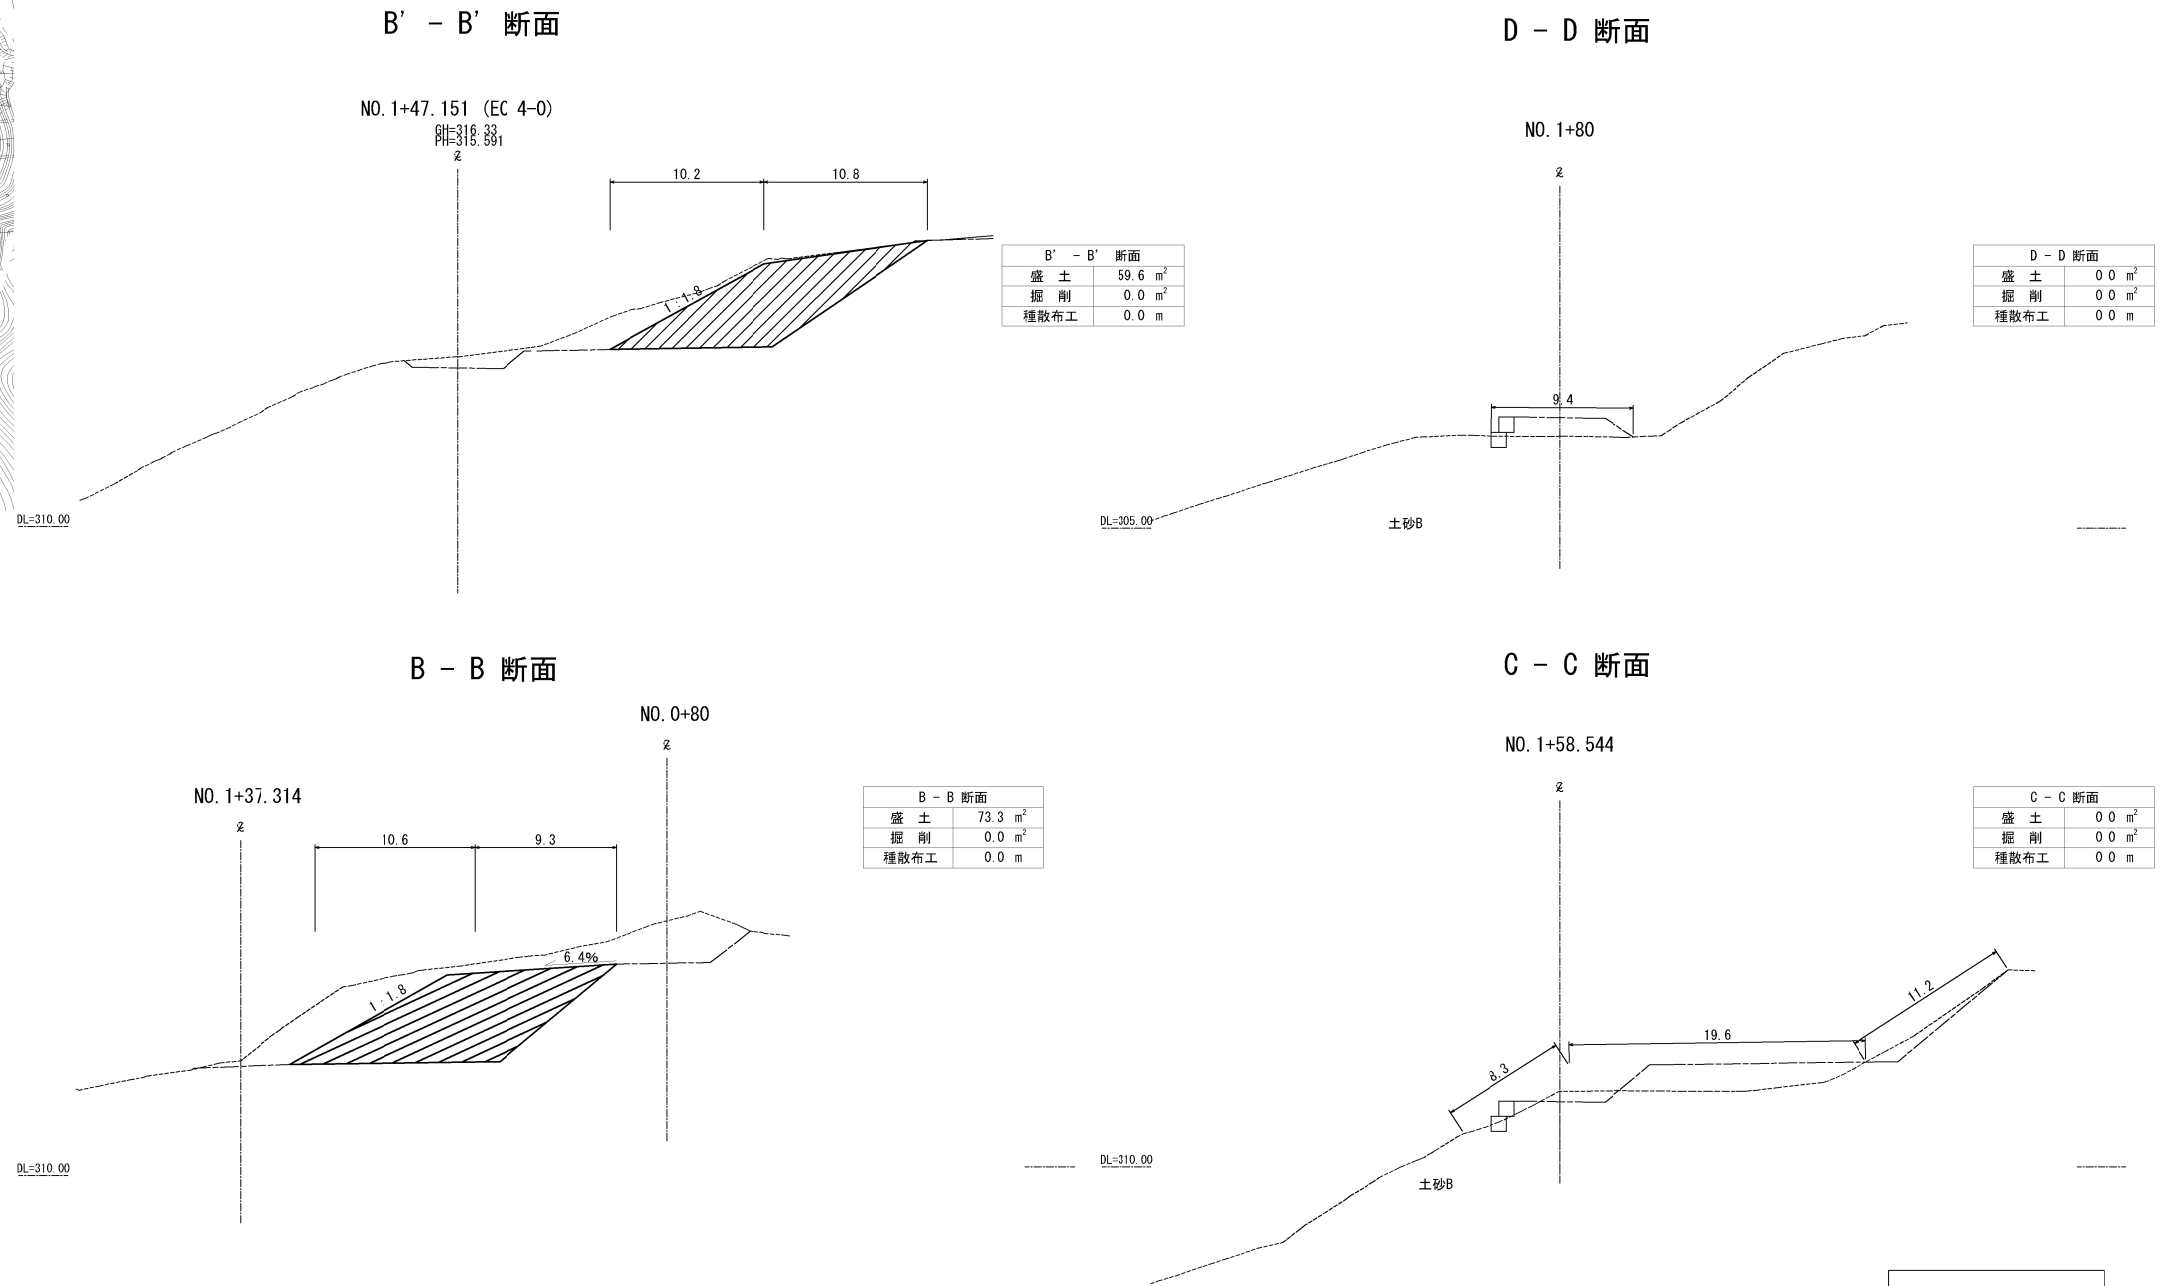 B' - B' 断面
NO.1+47.151 (EC 4-0)
GH=316.33
PH=315.591
10.2
10.8
1:1.8
B' - B' 断面
盛 土 59.6 m²
掘 削 0.0 m²
種散布工 0.0 m
DL=310.00
D - D 断面
NO.1+80
9.4
D - D 断面
盛 土 0 0 m²
掘 削 0 0 m²
種散布工 0 0 m
DL=305.00
土砂B
B - B 断面
NO.0+80
NO.1+37.314
10.6
9.3
6.4%
1:1.8
B - B 断面
盛 土 73.3 m²
掘 削 0.0 m²
種散布工 0.0 m
DL=310.00
C - C 断面
NO.1+58.544
8.3
19.6
11.2
C - C 断面
盛 土 0 0 m²
掘 削 0 0 m²
種散布工 0 0 m
DL=310.00
土砂B